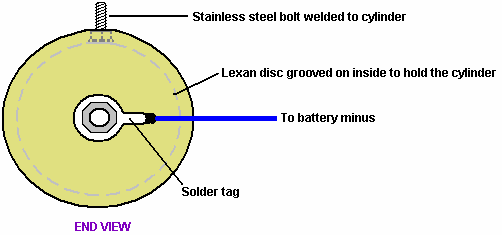 Stainless steel bolt welded to cylinder
Lexan disc grooved on inside to hold the cylinder
To battery minus
Solder tag
END VIEW